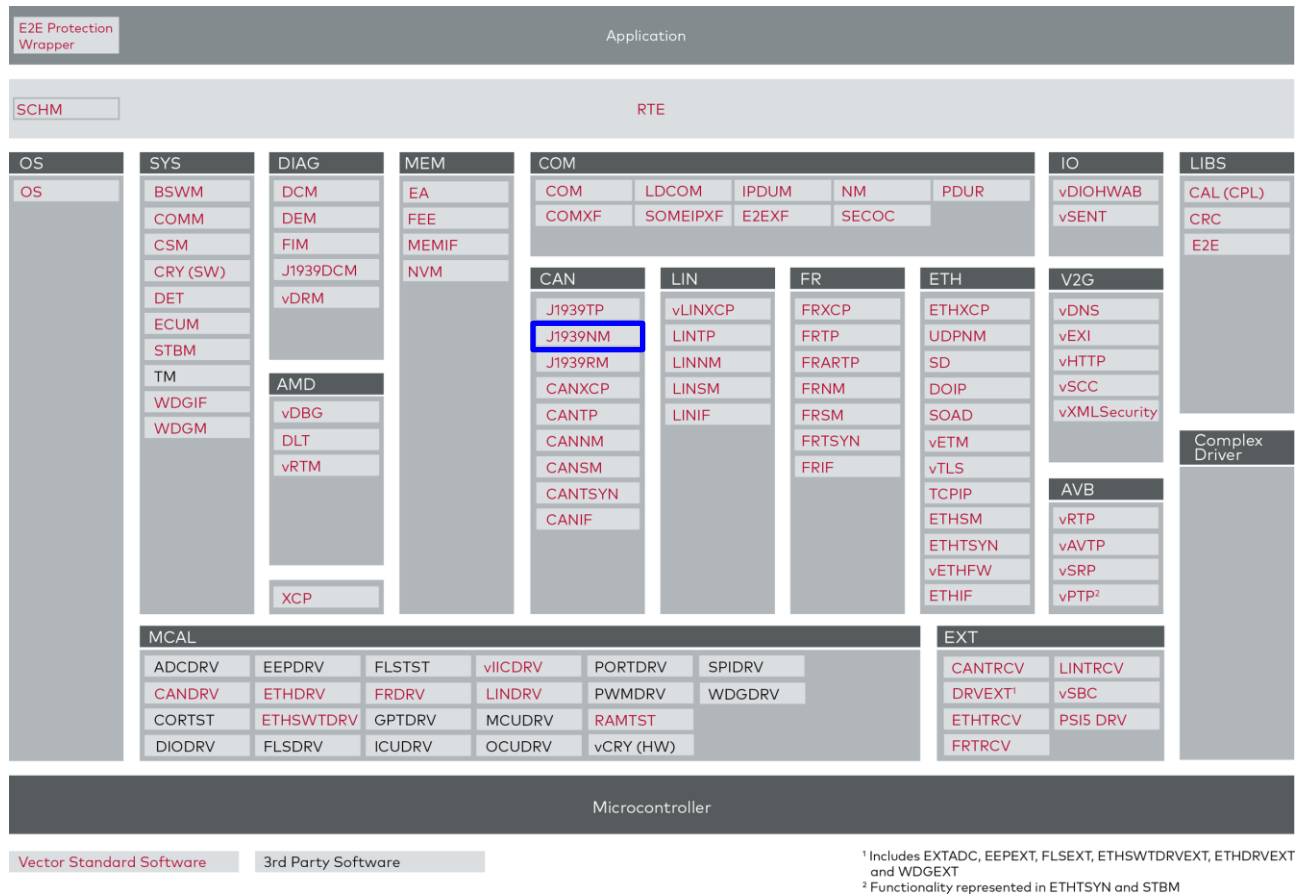 E2E Protection
Wrapper
Application
SCHM
RTE
OS
OS
SYS
BSWM
COMM
CSM
CRY (SW)
DET
ECUM
STBM
TM
WDGIF
WDGM
DIAG
DCM
DEM
FIM
J1939DCM
vDRM
AMD
vDBG
DLT
vRTM
XCP
MEM
EA
FEE
MEMIF
NVM
COM
COM LDCOM IPDUM NM PDUR
COMXF SOMEIPXF E2EXF SECOC
CAN
J1939TP
J1939NM
J1939RM
CANXCP
CANTP
CANNM
CANSM
CANTSYN
CANIF
LIN
vLINXCP
LINTP
LINNM
LINSM
LINIF
FR
FRXCP
FRTP
FRARTP
FRNM
FRSM
FRTSYN
FRIF
ETH
ETHXCP
UDPNM
SD
DOIP
SOAD
vETM
vTLS
TCPIP
ETHSM
ETHTSYN
vETHFW
ETHIF
IO
vDIOHWAB
vSENT
V2G
vDNS
vEXI
vHTTP
vSCC
vXMLSecurity
AVB
vRTP
vAVTP
vSRP
vPTP²
LIBS
CAL (CPL)
CRC
E2E
Complex
Driver
MCAL
ADCDRV EEPDRV FLSTST vIICDRV PORTDRV SPIDRV
CANDRV ETHDRV FRDRV LINDRV PWMDRV WDGDRV
CORTST ETHSWTDRV GPTDRV MCUDRV RAMTST
DIODRV FLSDRV ICUDRV OCUDRV vCRY (HW)
EXT
CANTRCV LINTRCV
DRVEXT¹ vSBC
ETHTRCV PSI5 DRV
FRTRCV
Microcontroller
Vector Standard Software
3rd Party Software
¹ Includes EXTADC, EEPEXT, FLSEXT, ETHSWTDRVEXT, ETHDRVEXT
and WDGEXT
² Functionality represented in ETHTSYN and STBM